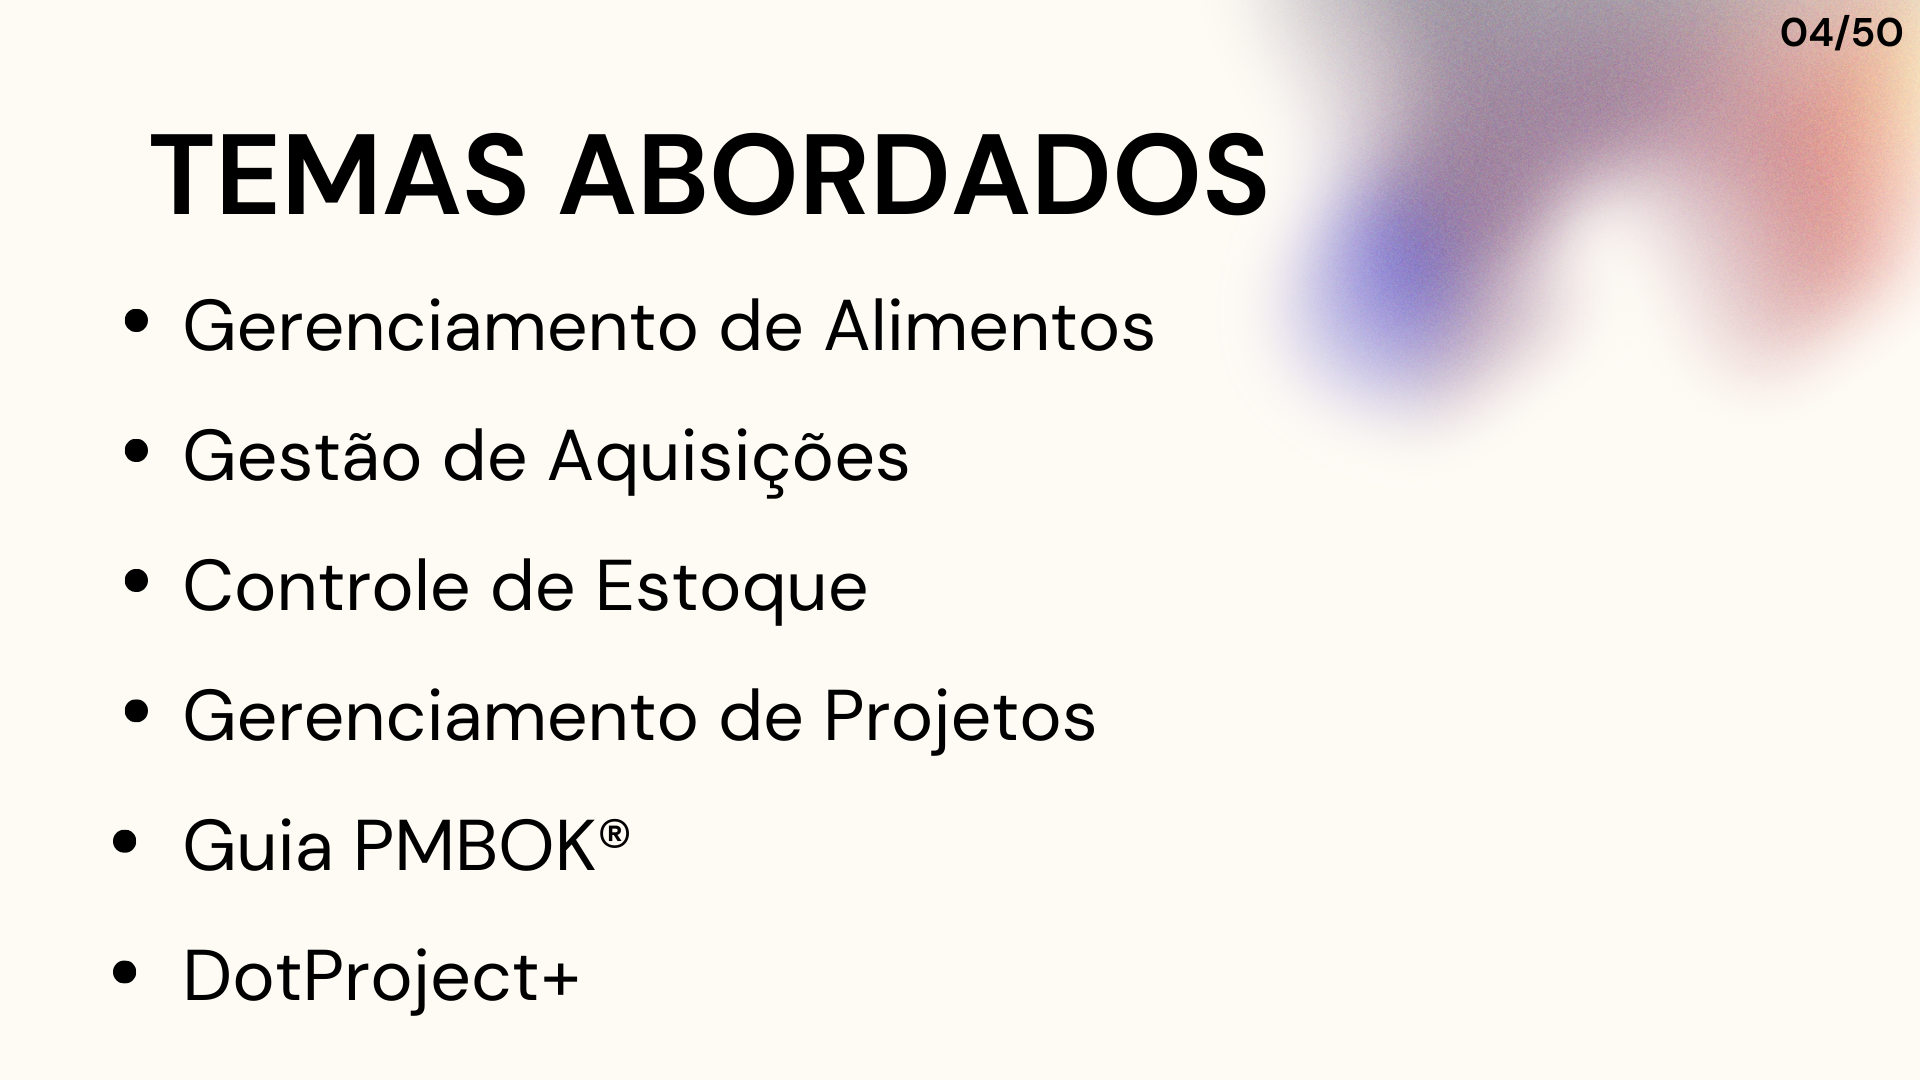 04/50
TEMAS ABORDADOS
• Gerenciamento de Alimentos
• Gestão de Aquisições
• Controle de Estoque
• Gerenciamento de Projetos
• Guia PMBOK®
• DotProject+